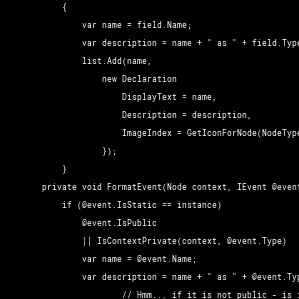 {
var name = field.Name;
var description = name + " as " + field.Type
list.Add(name,
new Declaration
DisplayText = name,
Description = description,
ImageIndex = GetIconForNode(NodeType
});
}
private void FormatEvent(Node context, IEvent @event
if (@event.IsStatic == instance)
@event.IsPublic
|| IsContextPrivate(context, @event.Type)
var name = @event.Name;
var description = name + " as " + @event.Typ
// Hmm... if it is not public - is i